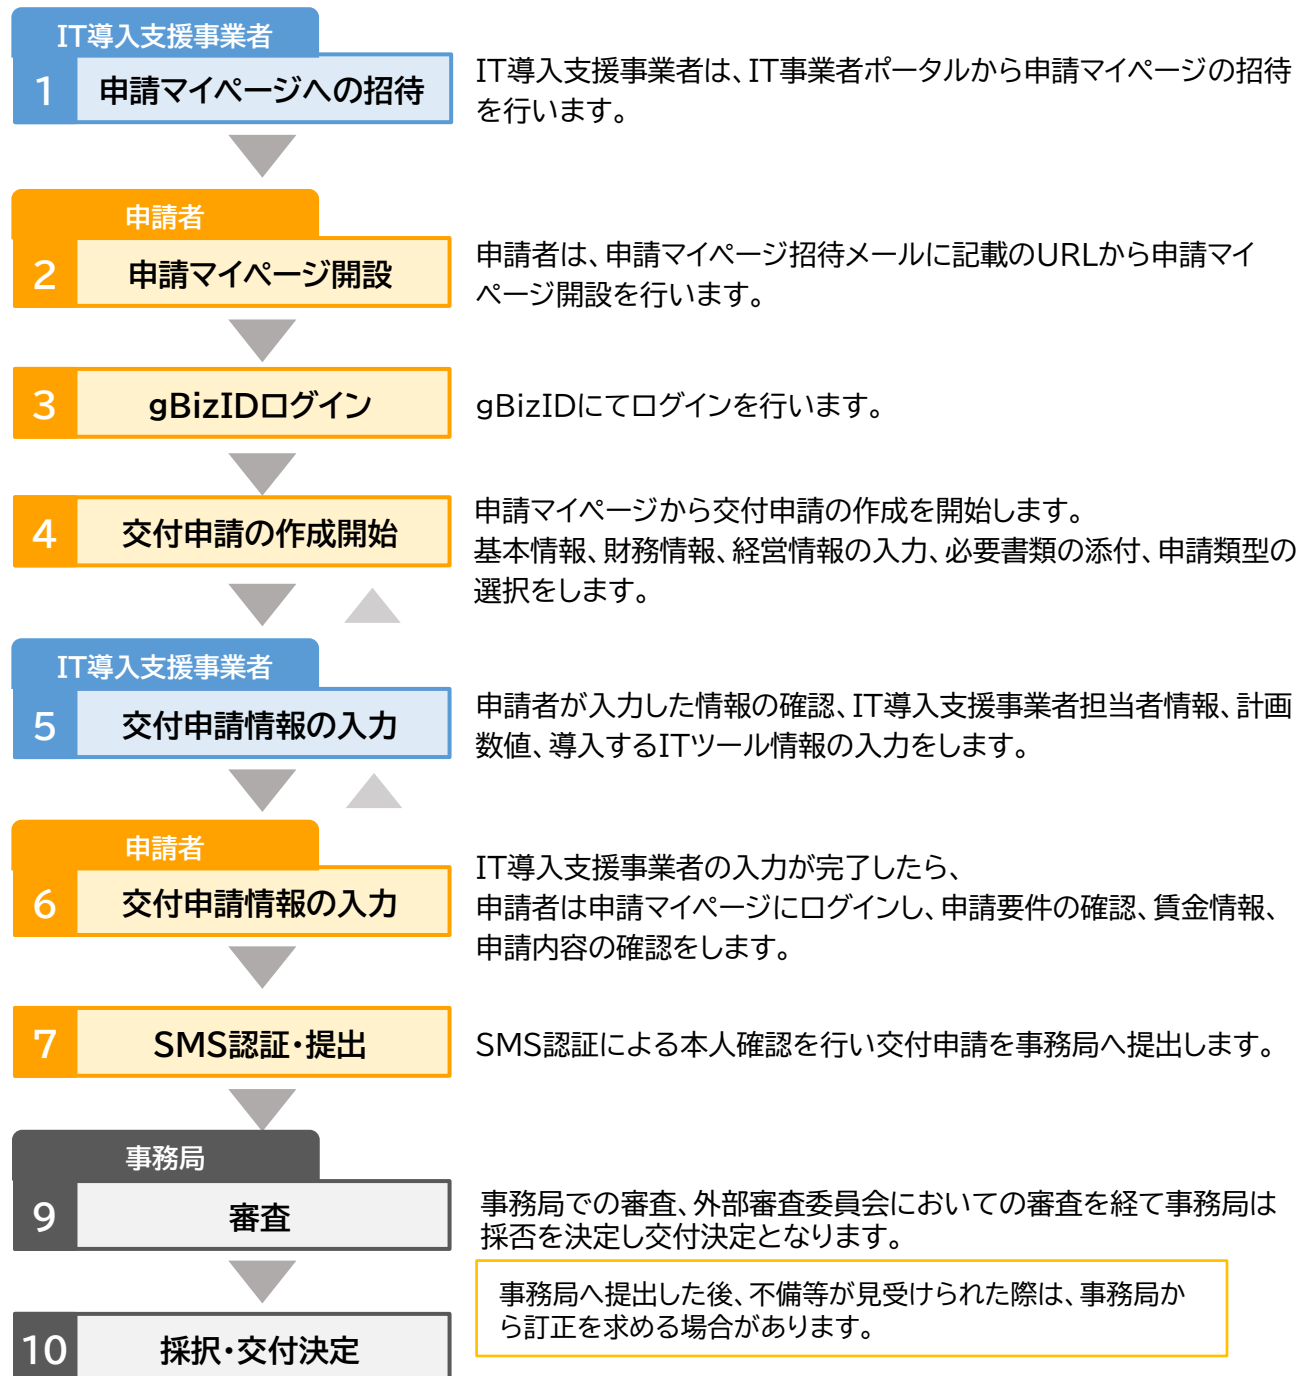 IT導入支援事業者
1 申請マイページへの招待
IT導入支援事業者は、IT事業者ポータルから申請マイページの招待
を行います。
申請者
2 申請マイページ開設
申請者は、申請マイページ招待メールに記載のURLから申請マイ
ページ開設を行います。
3 gBizIDログイン
gBizIDにてログインを行います。
4 交付申請の作成開始
申請マイページから交付申請の作成を開始します。
基本情報、財務情報、経営情報の入力、必要書類の添付、申請類型の
選択をします。
IT導入支援事業者
5 交付申請情報の入力
申請者が入力した情報の確認、IT導入支援事業者担当者情報、計画
数値、導入するITツール情報の入力をします。
申請者
6 交付申請情報の入力
IT導入支援事業者の入力が完了したら、
申請者は申請マイページにログインし、申請要件の確認、賃金情報、
申請内容の確認をします。
7 SMS認証・提出
SMS認証による本人確認を行い交付申請を事務局へ提出します。
事務局
9 審査
事務局での審査、外部審査委員会においての審査を経て事務局は
採否を決定し交付決定となります。
事務局へ提出した後、不備等が見受けられた際は、事務局か
ら訂正を求める場合があります。
10 採択・交付決定